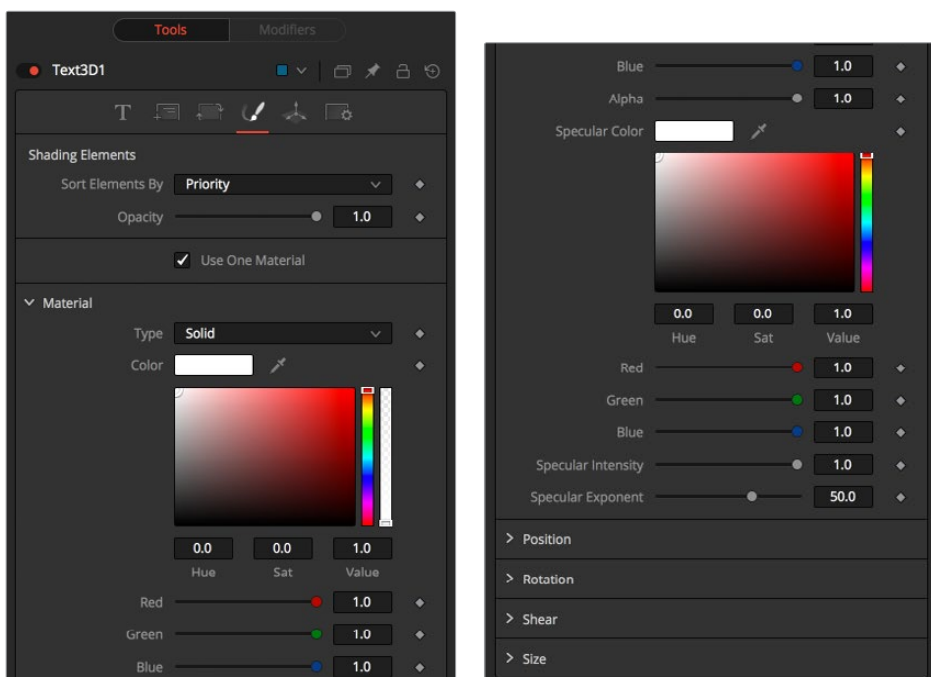 Tools Modifiers
Text3D1
T
Shading Elements
Sort Elements By Priority
Opacity 1.0
Use One Material
Material
Type Solid
Color
0.0 0.0 1.0
Hue Sat Value
Red 1.0
Green 1.0
Blue 1.0
Blue 1.0
Alpha 1.0
Specular Color
0.0 0.0 1.0
Hue Sat Value
Red 1.0
Green 1.0
Blue 1.0
Specular Intensity 1.0
Specular Exponent 50.0
Position
Rotation
Shear
Size